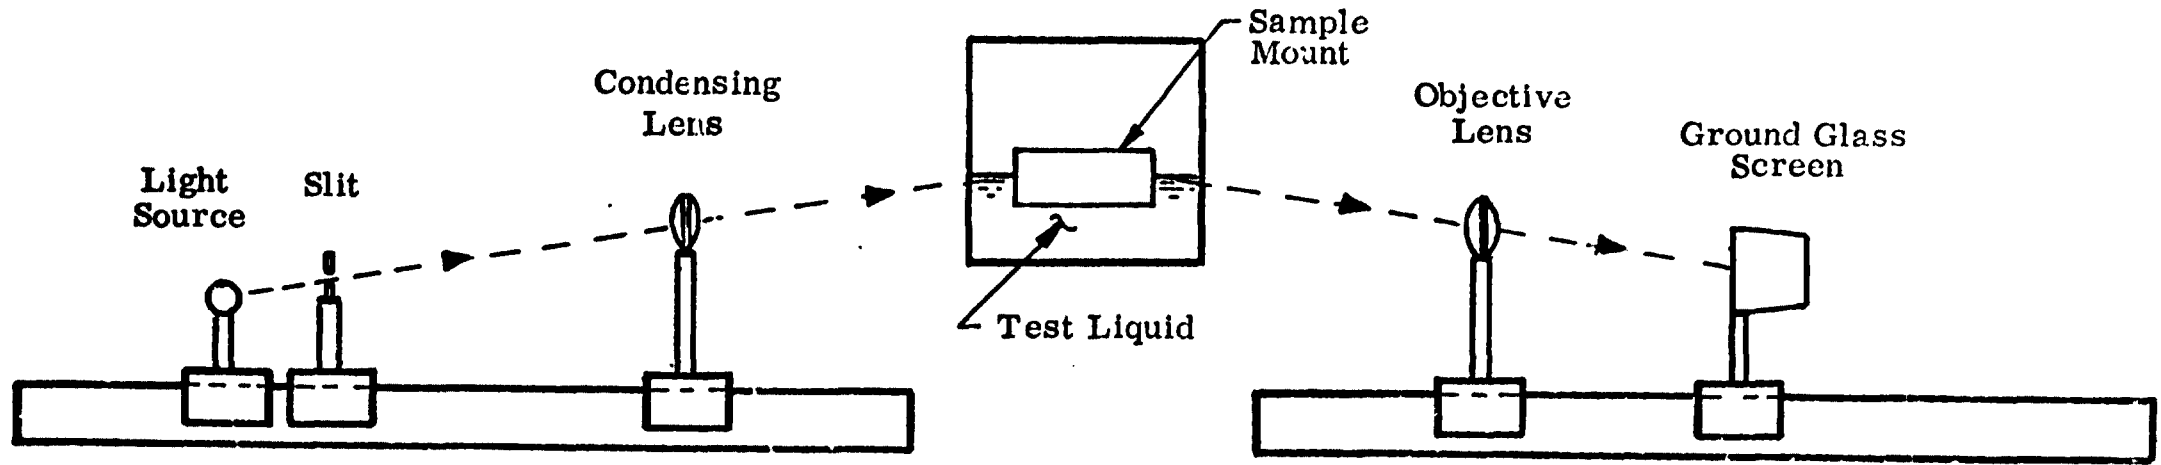 Light
Source
Slit
Condensing
Lens
Sample
Mount
Test Liquid
Objective
Lens
Ground Glass
Screen